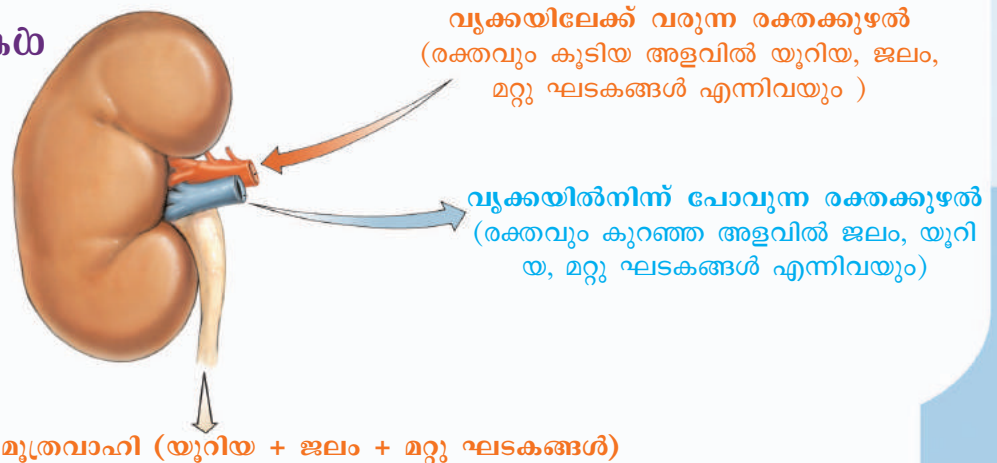 വൃക്കയിലേക്ക് വരുന്ന രക്തക്കുഴൽ
(രക്തവും കൂടിയ അളവിൽ യൂറിയ, ജലം,
മറ്റു ഘടകങ്ങൾ എന്നിവയും )
വൃക്കയിൽനിന്ന് പോവുന്ന രക്തക്കുഴൽ
(രക്തവും കുറഞ്ഞ അളവിൽ ജലം, യൂറി
യ, മറ്റു ഘടകങ്ങൾ എന്നിവയും)
മൂത്രവാഹി (യൂറിയ + ജലം + മറ്റു ഘടകങ്ങൾ)